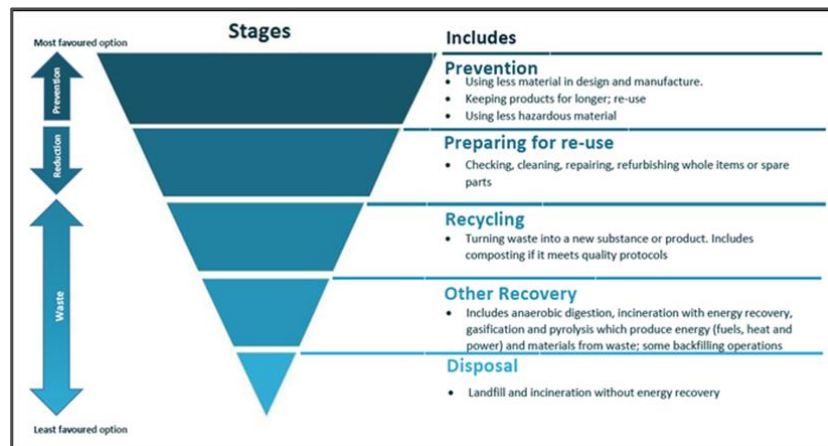 Stages
Most favoured option
Prevention
Reduction
Waste
Least favoured option
Includes
Prevention
• Using less material in design and manufacture.
• Keeping products for longer; re-use
• Using less hazardous material
Preparing for re-use
• Checking, cleaning, repairing, refurbishing whole items or spare
parts
Recycling
• Turning waste into a new substance or product. Includes
composting if it meets quality protocols
Other Recovery
• Includes anaerobic digestion, incineration with energy recovery,
gasification and pyrolysis which produce energy (fuels, heat and
power) and materials from waste; some backfilling operations
Disposal
• Landfill and incineration without energy recovery